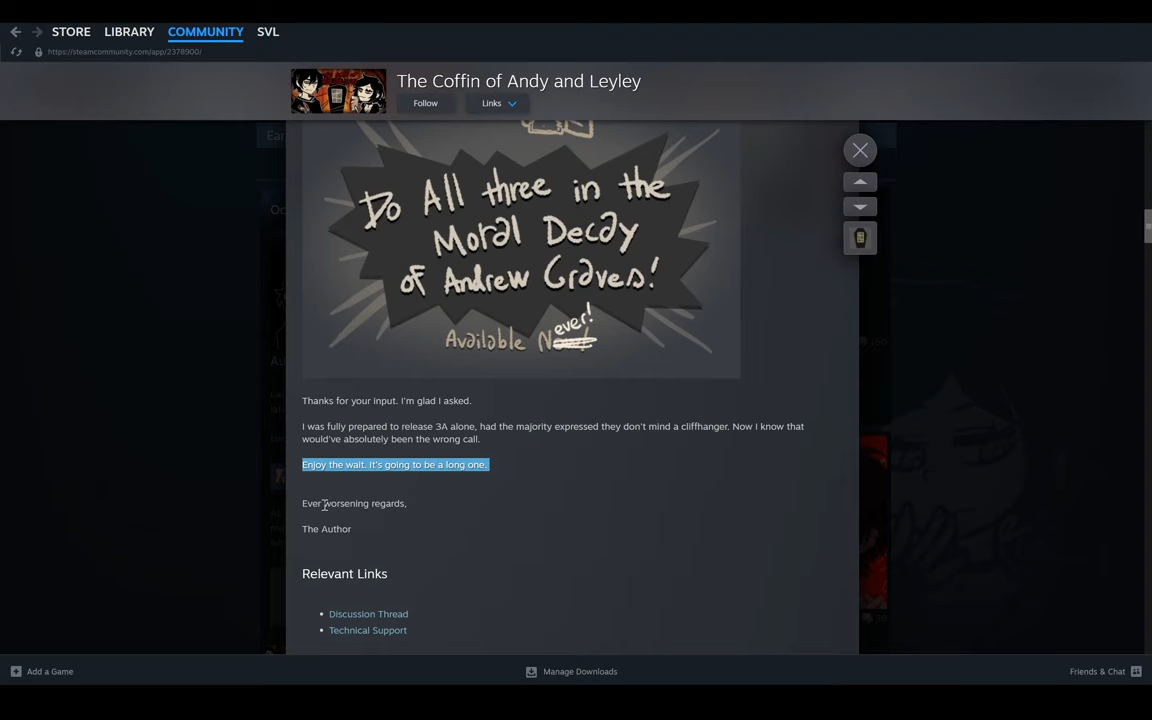 STORE LIBRARY COMMUNITY SVL
https://steamcommunity.com/app/2378900/
The Coffin of Andy and Leyley
Follow Links
Do All three in the
Moral Decay
of Andrew Graves!
Available Never!
Thanks for your input. I'm glad I asked.
I was fully prepared to release 3A alone, had the majority expressed they don't mind a cliffhanger. Now I know that
would've absolutely been the wrong call.
Enjoy the wait. It's going to be a long one.
Ever worsening regards,
The Author
Relevant Links
• Discussion Thread
• Technical Support
Add a Game Manage Downloads Friends & Chat